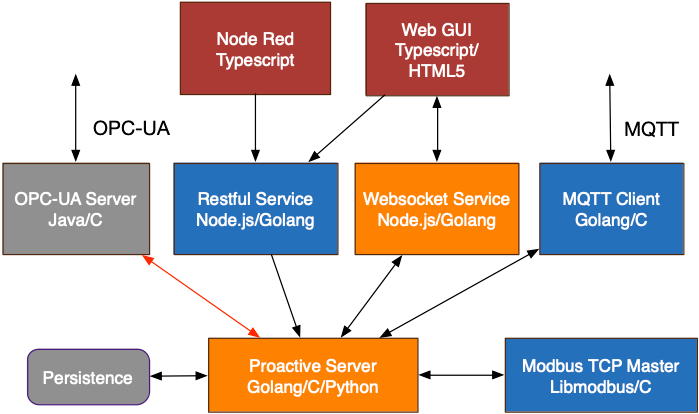 Node Red
Typescript
Web GUI
Typescript/
HTML5
OPC-UA
MQTT
OPC-UA Server
Java/C
Restful Service
Node.js/Golang
Websocket Service
Node.js/Golang
MQTT Client
Golang/C
Persistence
Proactive Server
Golang/C/Python
Modbus TCP Master
Libmodbus/C